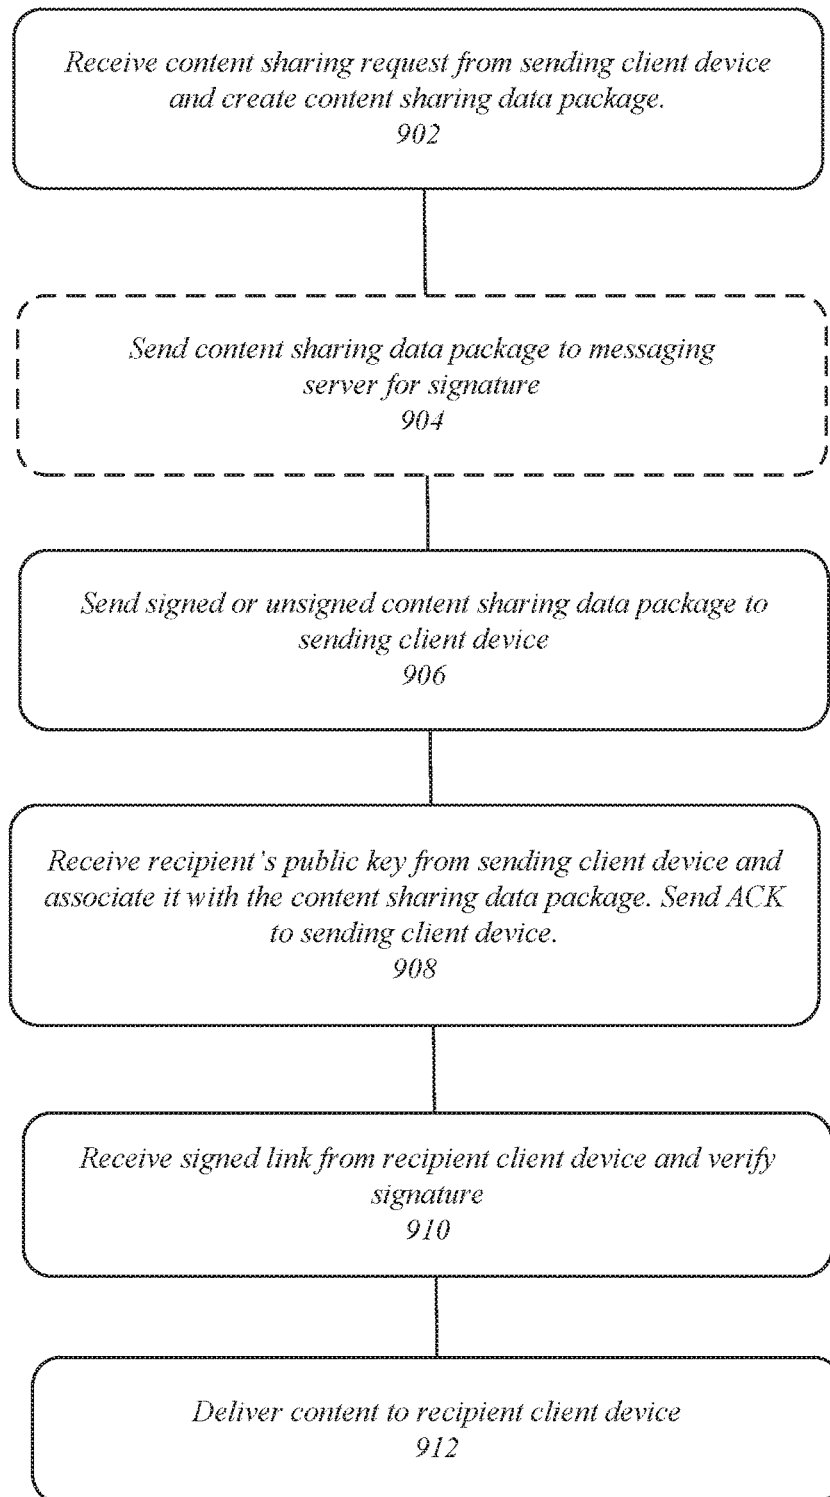 Receive content sharing request from sending client device
and create content sharing data package.
902
Send content sharing data package to messaging
server for signature
904
Send signed or unsigned content sharing data package to
sending client device
906
Receive recipient's public key from sending client device and
associate it with the content sharing data package. Send ACK
to sending client device.
908
Receive signed link from recipient client device and verify
signature
910
Deliver content to recipient client device
912